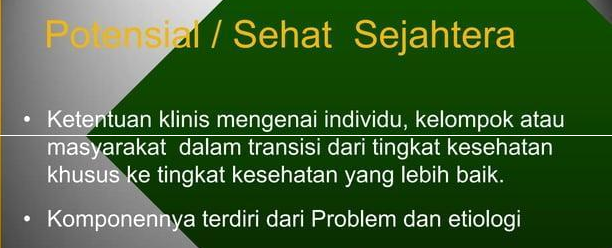 Potensial / Sehat Sejahtera
• Ketentuan klinis mengenai individu, kelompok atau
masyarakat dalam transisi dari tingkat kesehatan
khusus ke tingkat kesehatan yang lebih baik.
• Komponennya terdiri dari Problem dan etiologi